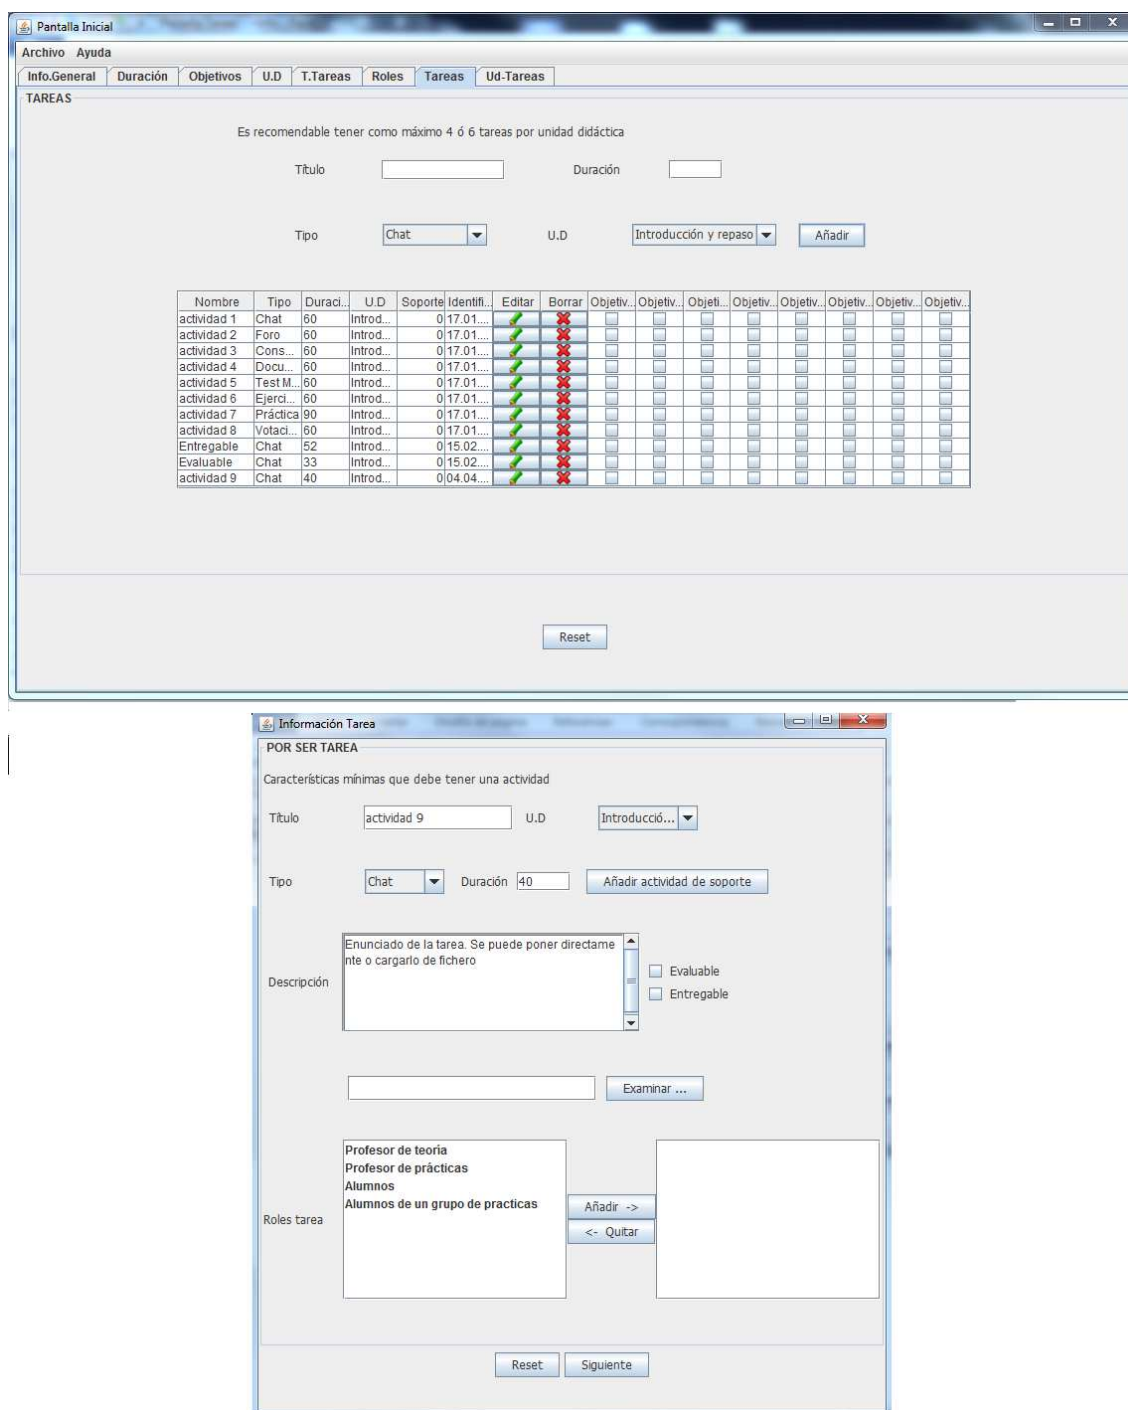 Pantalla Inicial
Archivo Ayuda
Info.General Duración Objetivos U.D T.Tareas Roles Tareas Ud-Tareas
TAREAS
Es recomendable tener como máximo 4 ó 6 tareas por unidad didáctica
Título Duración
Tipo Chat U.D Introducción y repaso Añadir
Nombre Tipo Duraci... U.D Soporte Identifi... Editar Borrar Objetiv... Objetiv... Objeti... Objetiv... Objetiv... Objetiv... Objetiv... Objetiv...
actividad 1 Chat 60 Introd... 0 17.01....
actividad 2 Foro 60 Introd... 0 17.01....
actividad 3 Cons... 60 Introd... 0 17.01....
actividad 4 Docu... 60 Introd... 0 17.01....
actividad 5 Test M... 60 Introd... 0 17.01....
actividad 6 Ejerci... 60 Introd... 0 17.01....
actividad 7 Práctica 90 Introd... 0 17.01....
actividad 8 Votaci... 60 Introd... 0 17.01....
Entregable Chat 52 Introd... 0 15.02....
Evaluable Chat 33 Introd... 0 15.02....
actividad 9 Chat 40 Introd... 0 04.04....
Reset
Información Tarea
POR SER TAREA
Características mínimas que debe tener una actividad
Título actividad 9 U.D Introducció...
Tipo Chat Duración 40 Añadir actividad de soporte
Enunciado de la tarea. Se puede poner directame
nte o cargarlo de fichero
Evaluable
Descripción
Entregable
Examinar ...
Profesor de teoría
Profesor de prácticas
Alumnos
Alumnos de un grupo de practicas
Añadir ->
Roles tarea
<- Quitar
Reset Siguiente